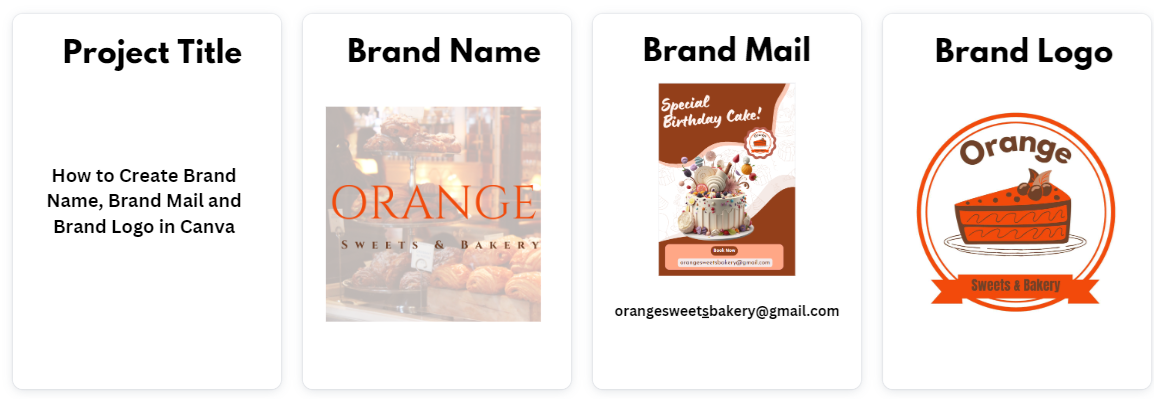 Project Title
How to Create Brand
Name, Brand Mail and
Brand Logo in Canva
Brand Name
ORANGE
SWEETS & BAKERY
Brand Mail
Special
Birthday Cake!
Book Now
orangesweetsbakery@gmail.com
orangesweetsbakery@gmail.com
Brand Logo
Orange
Sweets & Bakery